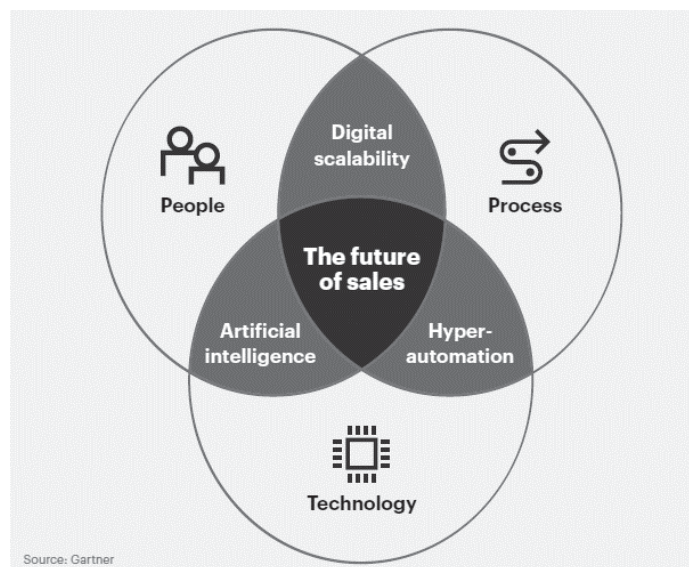 Digital
scalability
People
Process
The future
of sales
Artificial
intelligence
Hyper-
automation
Technology
Source: Gartner